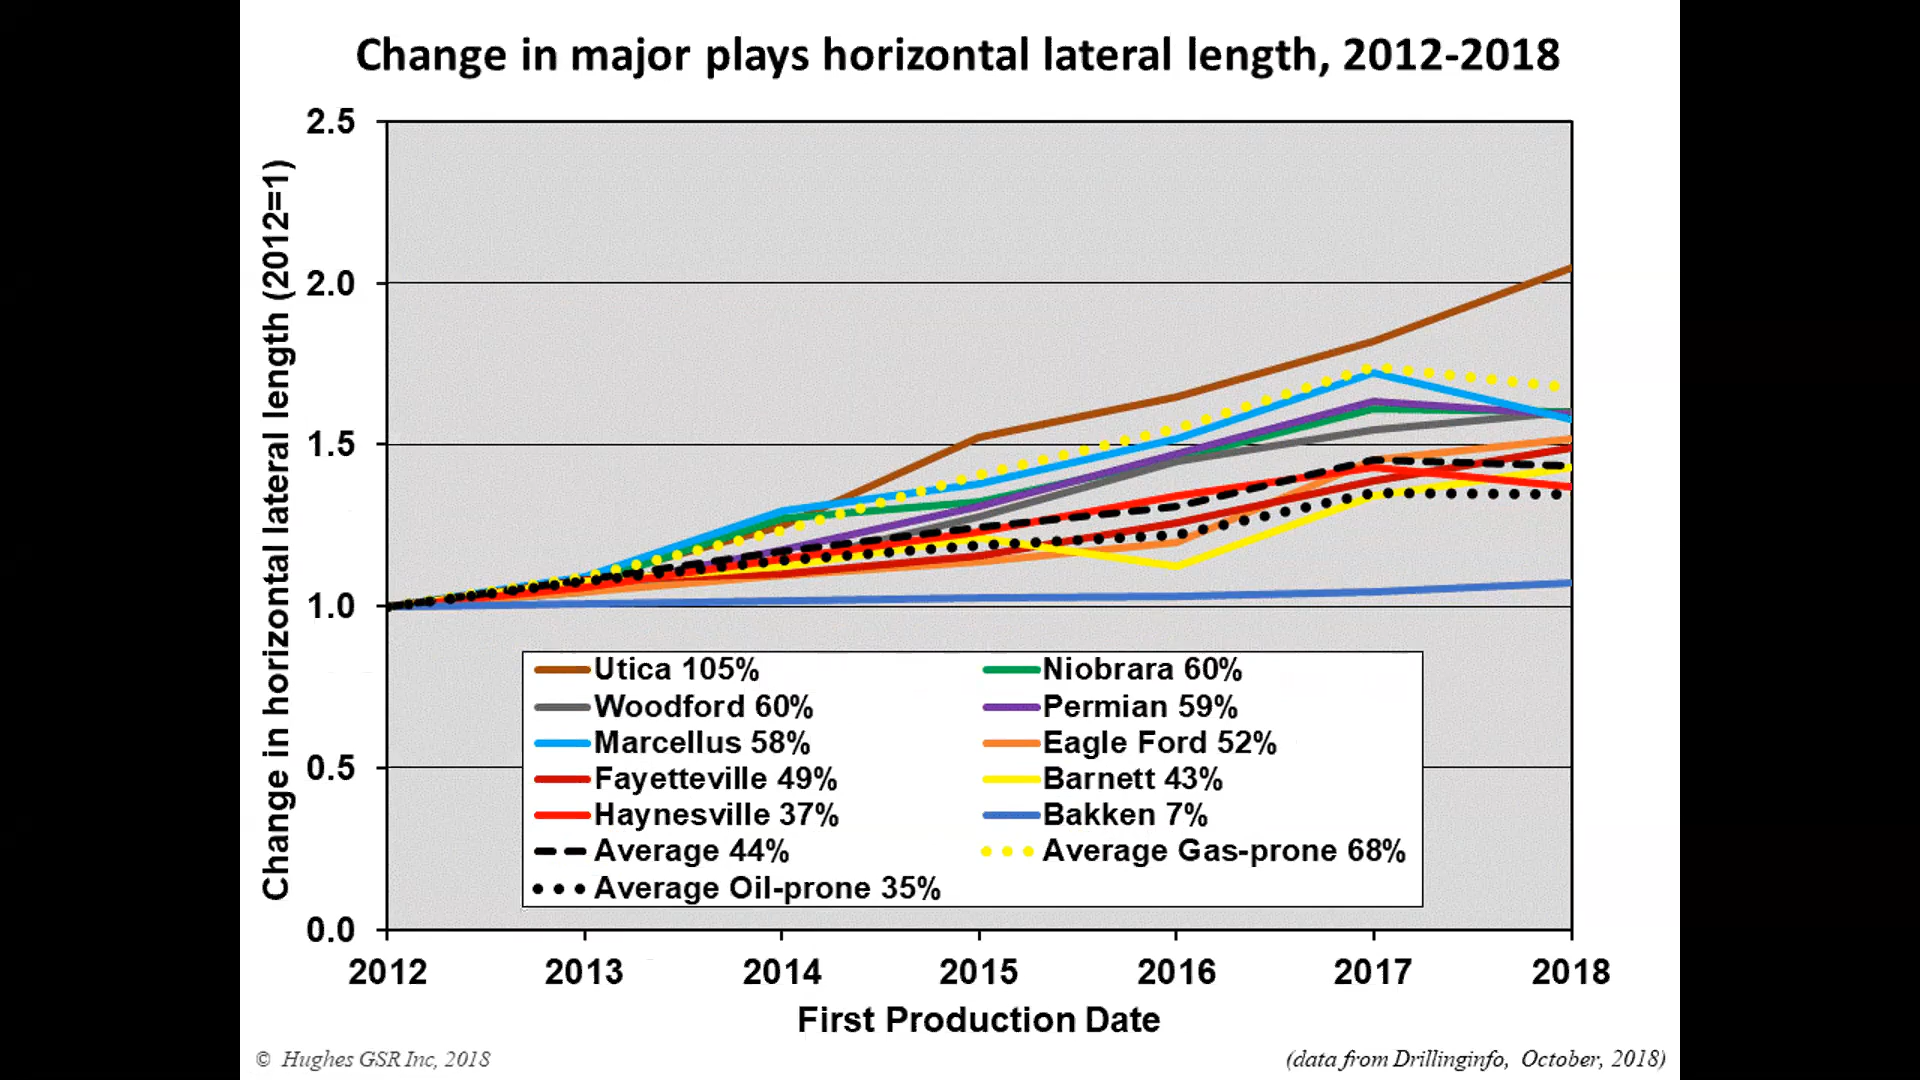 Change in major plays horizontal lateral length, 2012-2018
Change in horizontal lateral length (2012=1)
2.5
2.0
1.5
1.0
0.5
0.0
Utica 105%
Niobrara 60%
Woodford 60%
Permian 59%
Marcellus 58%
Eagle Ford 52%
Fayetteville 49%
Barnett 43%
Haynesville 37%
Bakken 7%
Average 44%
Average Gas-prone 68%
Average Oil-prone 35%
2012 2013 2014 2015 2016 2017 2018
First Production Date
© Hughes GSR Inc, 2018
(data from Drillinginfo, October, 2018)